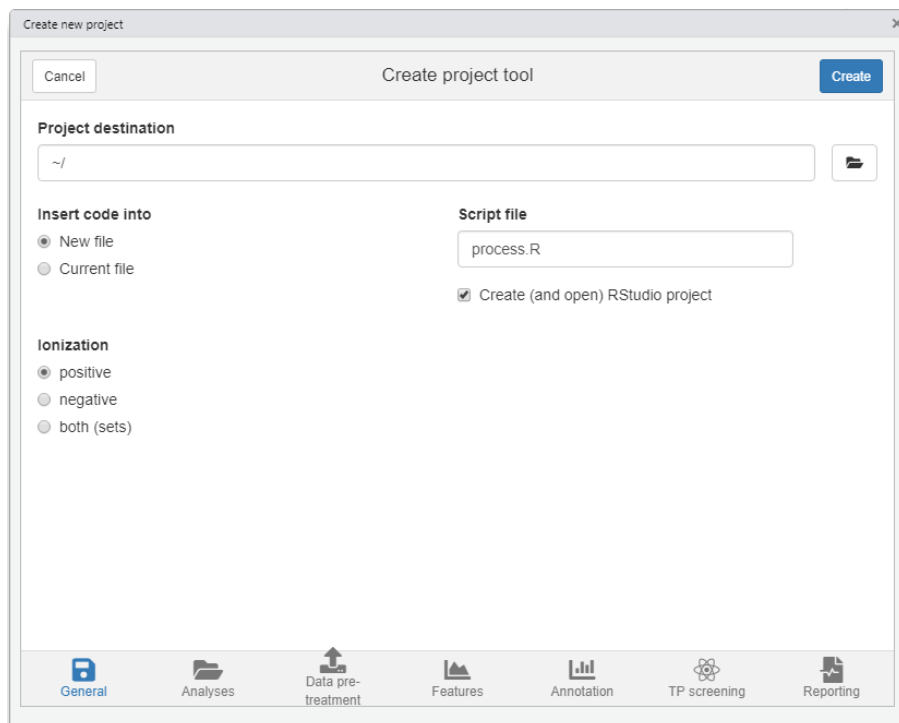 Create new project
Cancel
Create project tool
Create
Project destination
~/
Insert code into
Script file
New file
process.R
Current file
Create (and open) RStudio project
Ionization
positive
negative
both (sets)
General
Analyses
Data pre-
treatment
Features
Annotation
TP screening
Reporting